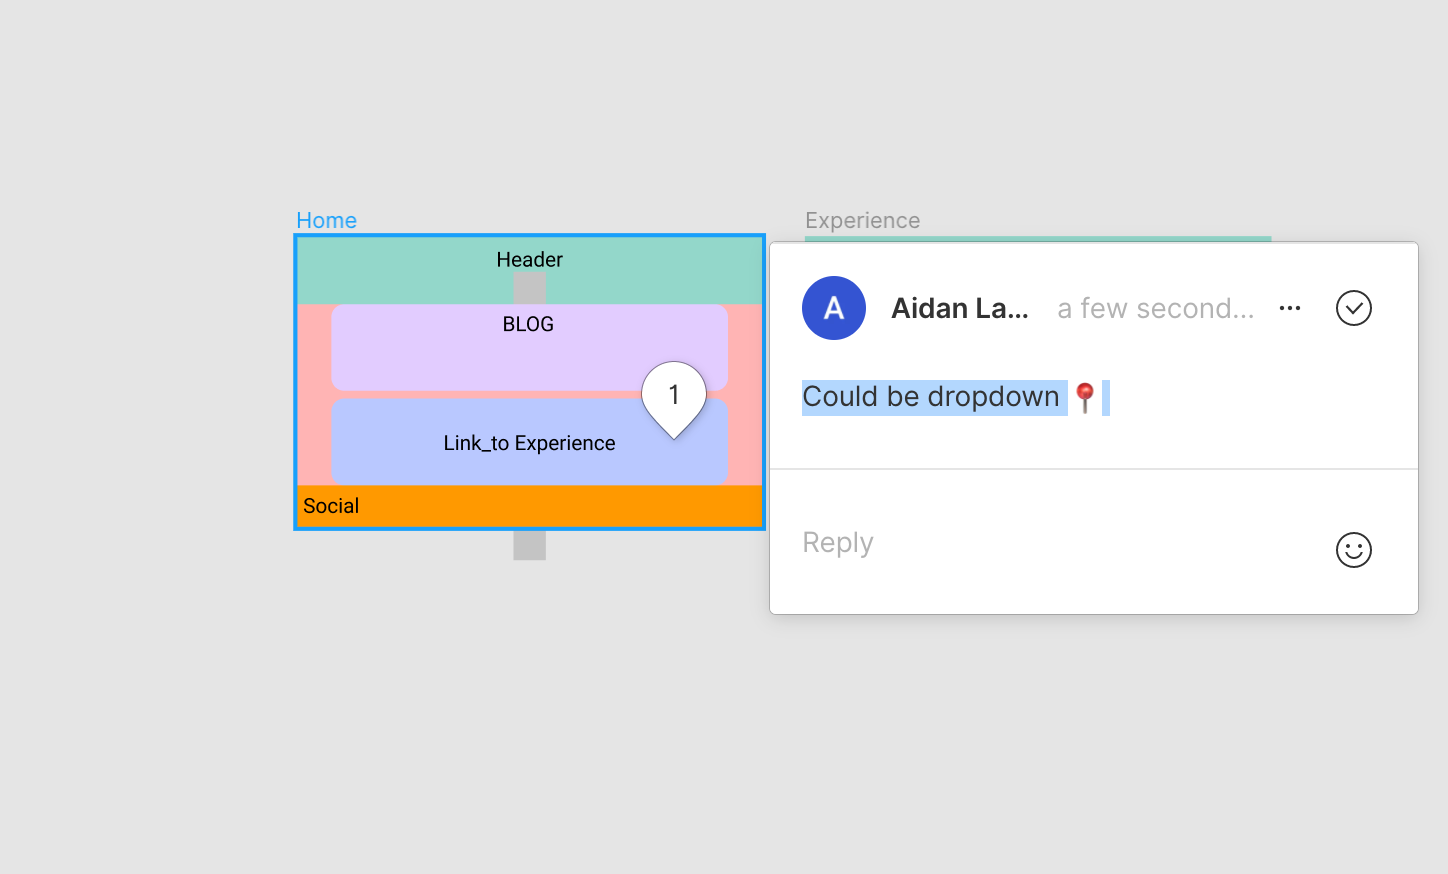 Home
Header
BLOG
1
Link_to Experience
Social
Experience
A
Aidan La...
a few second...
Could be dropdown 📍
Reply